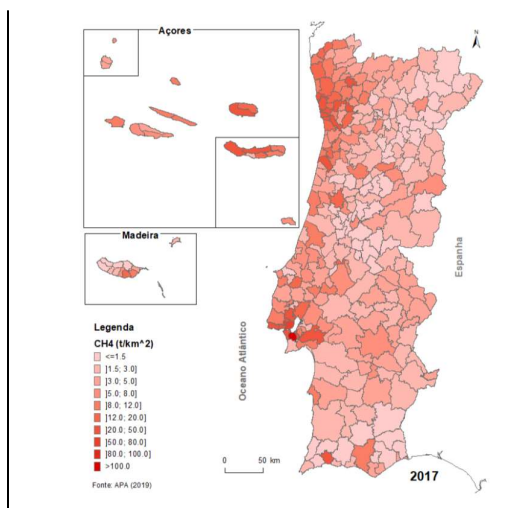 Açores
N
Madeira
Espanha
Oceano Atlântico
Legenda
CH4 (t/km^2)
<=1.5
]1.5; 3.0]
]3.0; 5.0]
]5.0; 8.0]
]8.0; 12.0]
]12.0; 20.0]
]20.0; 50.0]
]50.0; 80.0]
]80.0; 100.0]
>100.0
Fonte: APA (2019)
0 50 km
2017